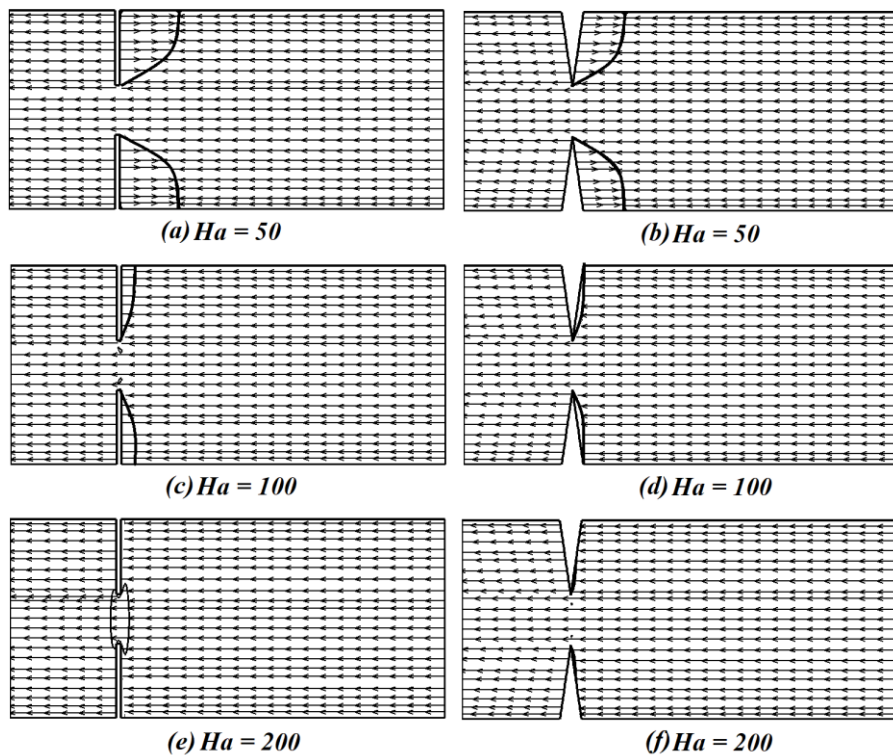 (a) Ha = 50
(b) Ha = 50
(c) Ha = 100
(d) Ha = 100
(e) Ha = 200
(f) Ha = 200